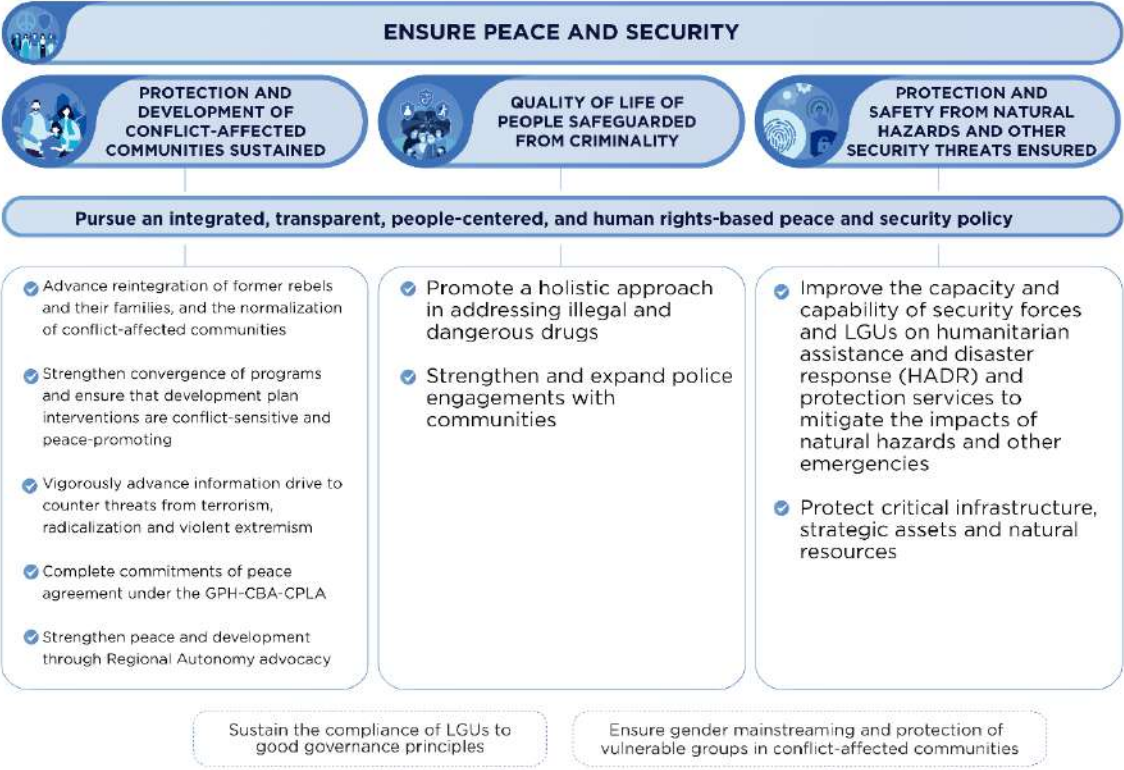 ENSURE PEACE AND SECURITY
PROTECTION AND
DEVELOPMENT OF
CONFLICT-AFFECTED
COMMUNITIES SUSTAINED
QUALITY OF LIFE OF
PEOPLE SAFEGUARDED
FROM CRIMINALITY
PROTECTION AND
SAFETY FROM NATURAL
HAZARDS AND OTHER
SECURITY THREATS ENSURED
Pursue an integrated, transparent, people-centered, and human rights-based peace and security policy
Advance reintegration of former rebels
and their families, and the normalization
of conflict-affected communities
Strengthen convergence of programs
and ensure that development plan
interventions are conflict-sensitive and
peace-promoting
Vigorously advance information drive to
counter threats from terrorism,
radicalization and violent extremism
Complete commitments of peace
agreement under the GPH-CBA-CPLA
Strengthen peace and development
through Regional Autonomy advocacy
Promote a holistic approach
in addressing illegal and
dangerous drugs
Strengthen and expand police
engagements with
communities
Improve the capacity and
capability of security forces
and LGUs on humanitarian
assistance and disaster
response (HADR) and
protection services to
mitigate the impacts of
natural hazards and other
emergencies
Protect critical infrastructure,
strategic assets and natural
resources
Sustain the compliance of LGUs to
good governance principles
Ensure gender mainstreaming and protection of
vulnerable groups in conflict-affected communities